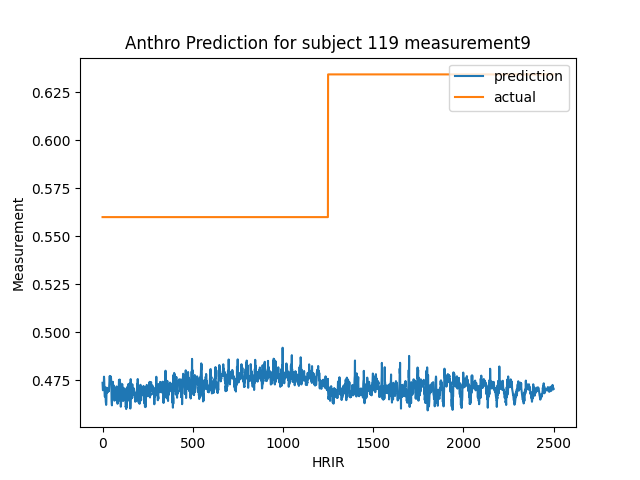 Anthro Prediction for subject 119 measurement9
prediction
actual
0.625
0.600
0.575
0.550
0.525
0.500
0.475
Measurement
0
500
1000
1500
2000
2500
HRIR